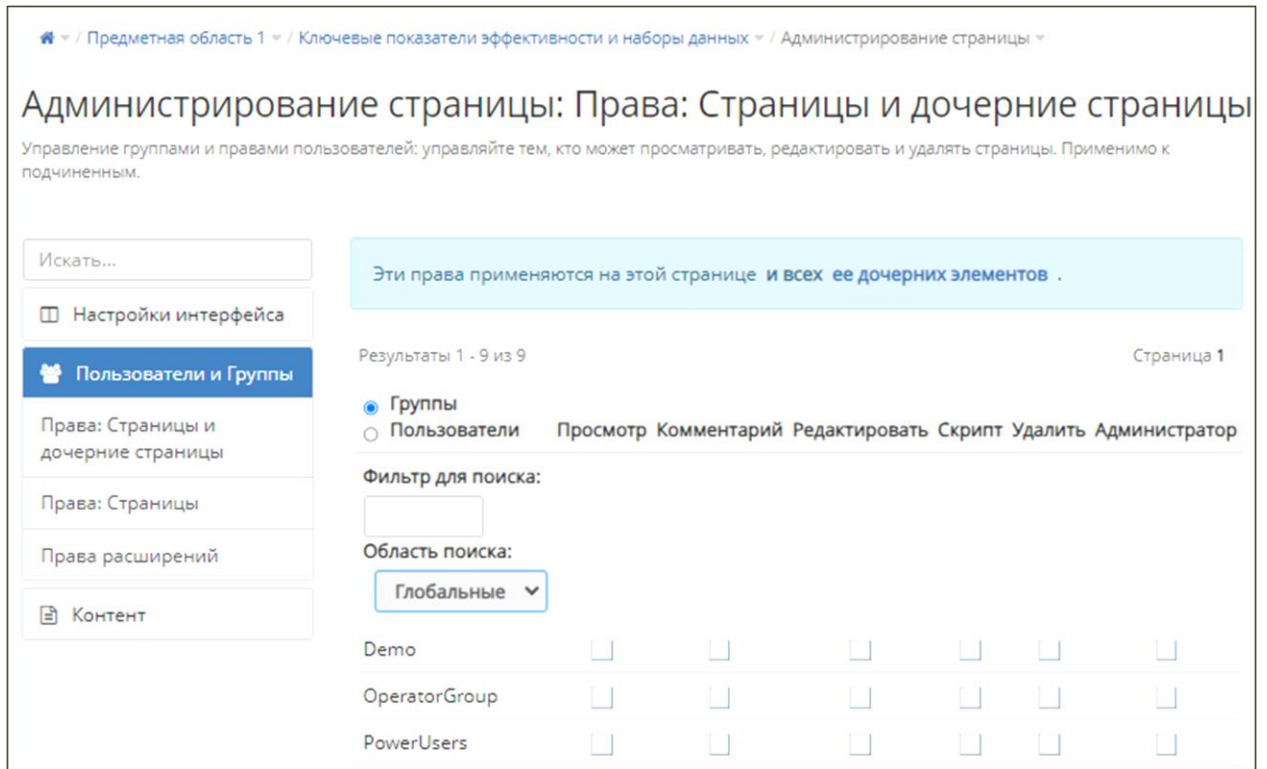 / Предметная область 1 / Ключевые показатели эффективности и наборы данных / Администрирование страницы
Администрирование страницы: Права: Страницы и дочерние страницы
Управление группами и правами пользователей: управляйте тем, кто может просматривать, редактировать и удалять страницы. Применимо к
подчиненным.
Искать...
Настройки интерфейса
Пользователи и Группы
Права: Страницы и
дочерние страницы
Права: Страницы
Права расширений
Контент
Эти права применяются на этой странице и всех ее дочерних элементов .
Результаты 1 - 9 из 9 Страница 1
Группы
Пользователи Просмотр Комментарий Редактировать Скрипт Удалить Администратор
Фильтр для поиска:
Область поиска:
Глобальные
Demo
OperatorGroup
PowerUsers